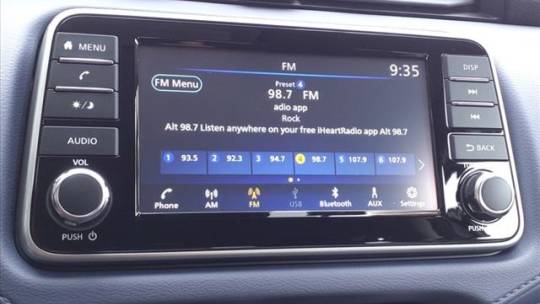 MENU
DISP
FM
9:35
FM Menu
Preset 4
98.7 FM
adio app
Rock
Alt 98.7 Listen anywhere on your free iHeartRadio app Alt 98.7
1 93.5 2 92.3 3 94.7 4 98.7 5 107.9 6 107.9
AUDIO
BACK
VOL
Phone AM FM USB Bluetooth AUX Settings
PUSH
PUSH